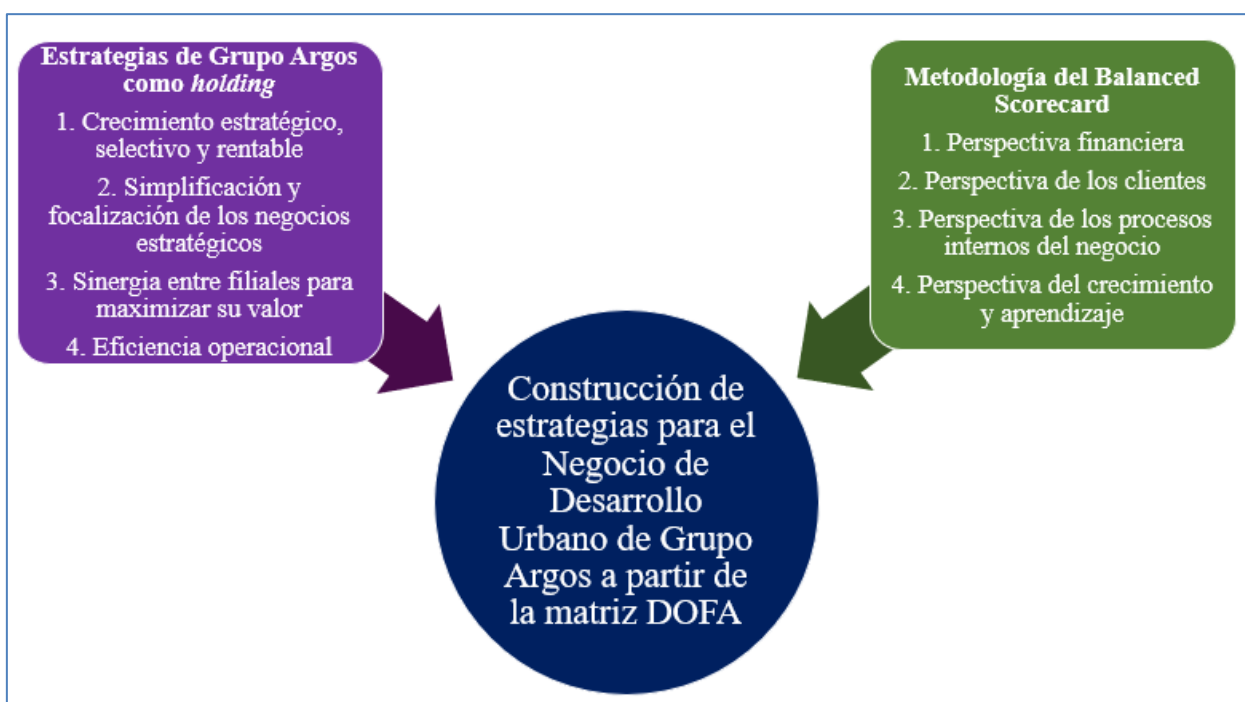 Estrategias de Grupo Argos
como holding
1. Crecimiento estratégico,
selectivo y rentable
2. Simplificación y
focalización de los negocios
estratégicos
3. Sinergia entre filiales para
maximizar su valor
4. Eficiencia operacional
Metodología del Balanced
Scorecard
1. Perspectiva financiera
2. Perspectiva de los clientes
3. Perspectiva de los procesos
internos del negocio
4. Perspectiva del crecimiento
y aprendizaje
Construcción de
estrategias para el
Negocio de
Desarrollo
Urbano de Grupo
Argos a partir de
la matriz DOFA